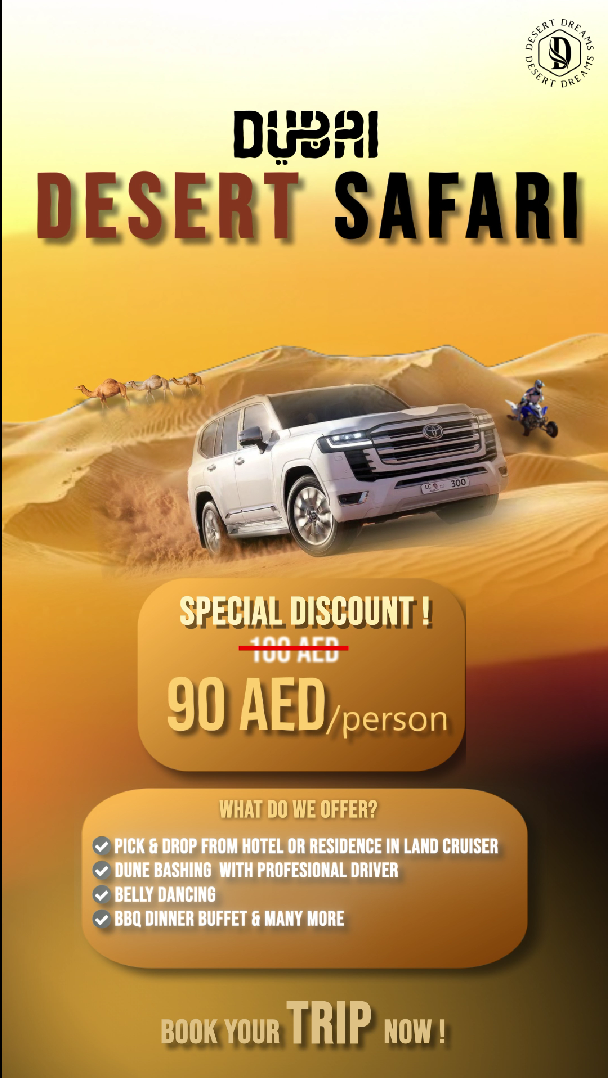 DESERT DREAMS
DESERT DREAMS
DUBAI
DESERT SAFARI
300
SPECIAL DISCOUNT !
100 AED
90 AED/person
WHAT DO WE OFFER?
PICK & DROP FROM HOTEL OR RESIDENCE IN LAND CRUISER
DUNE BASHING WITH PROFESIONAL DRIVER
BELLY DANCING
BBQ DINNER BUFFET & MANY MORE
BOOK YOUR TRIP NOW !